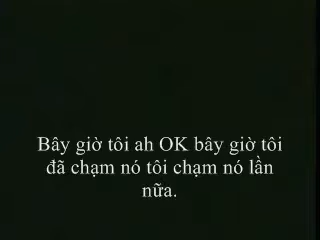 Bây giờ tôi ah OK bây giờ tôi
đã chạm nó tôi chạm nó lần
nữa.